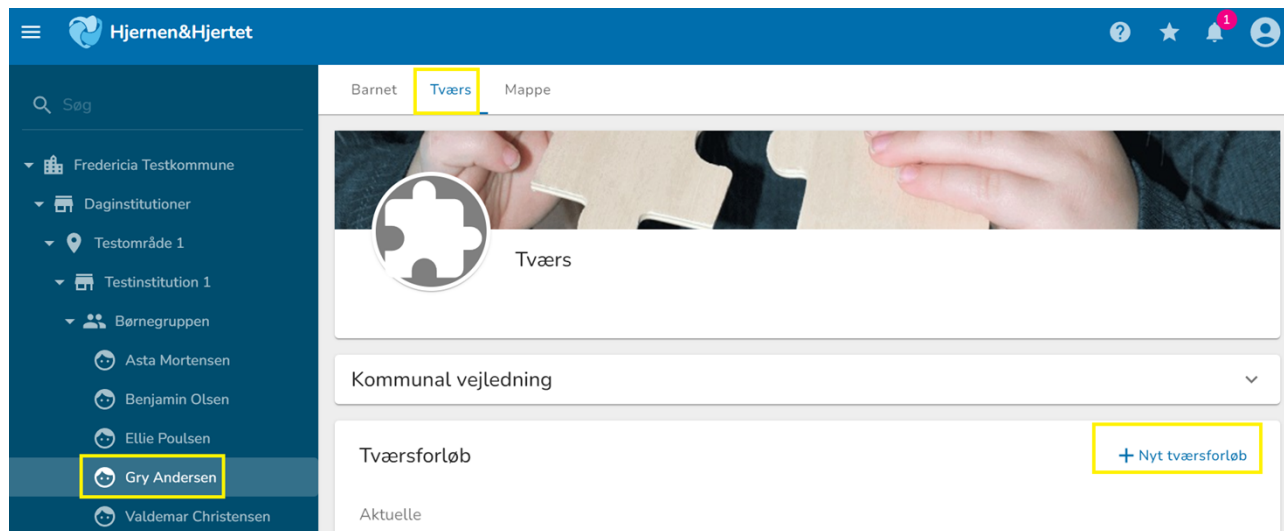 Hjernen&Hjertet
1
Søg
Fredericia Testkommune
Daginstitutioner
Testområde 1
Testinstitution 1
Børnegruppen
Asta Mortensen
Benjamin Olsen
Ellie Poulsen
Gry Andersen
Valdemar Christensen
Barnet Tværs Mappe
Tværs
Kommunal vejledning
Tværsforløb
+ Nyt tværsforløb
Aktuelle